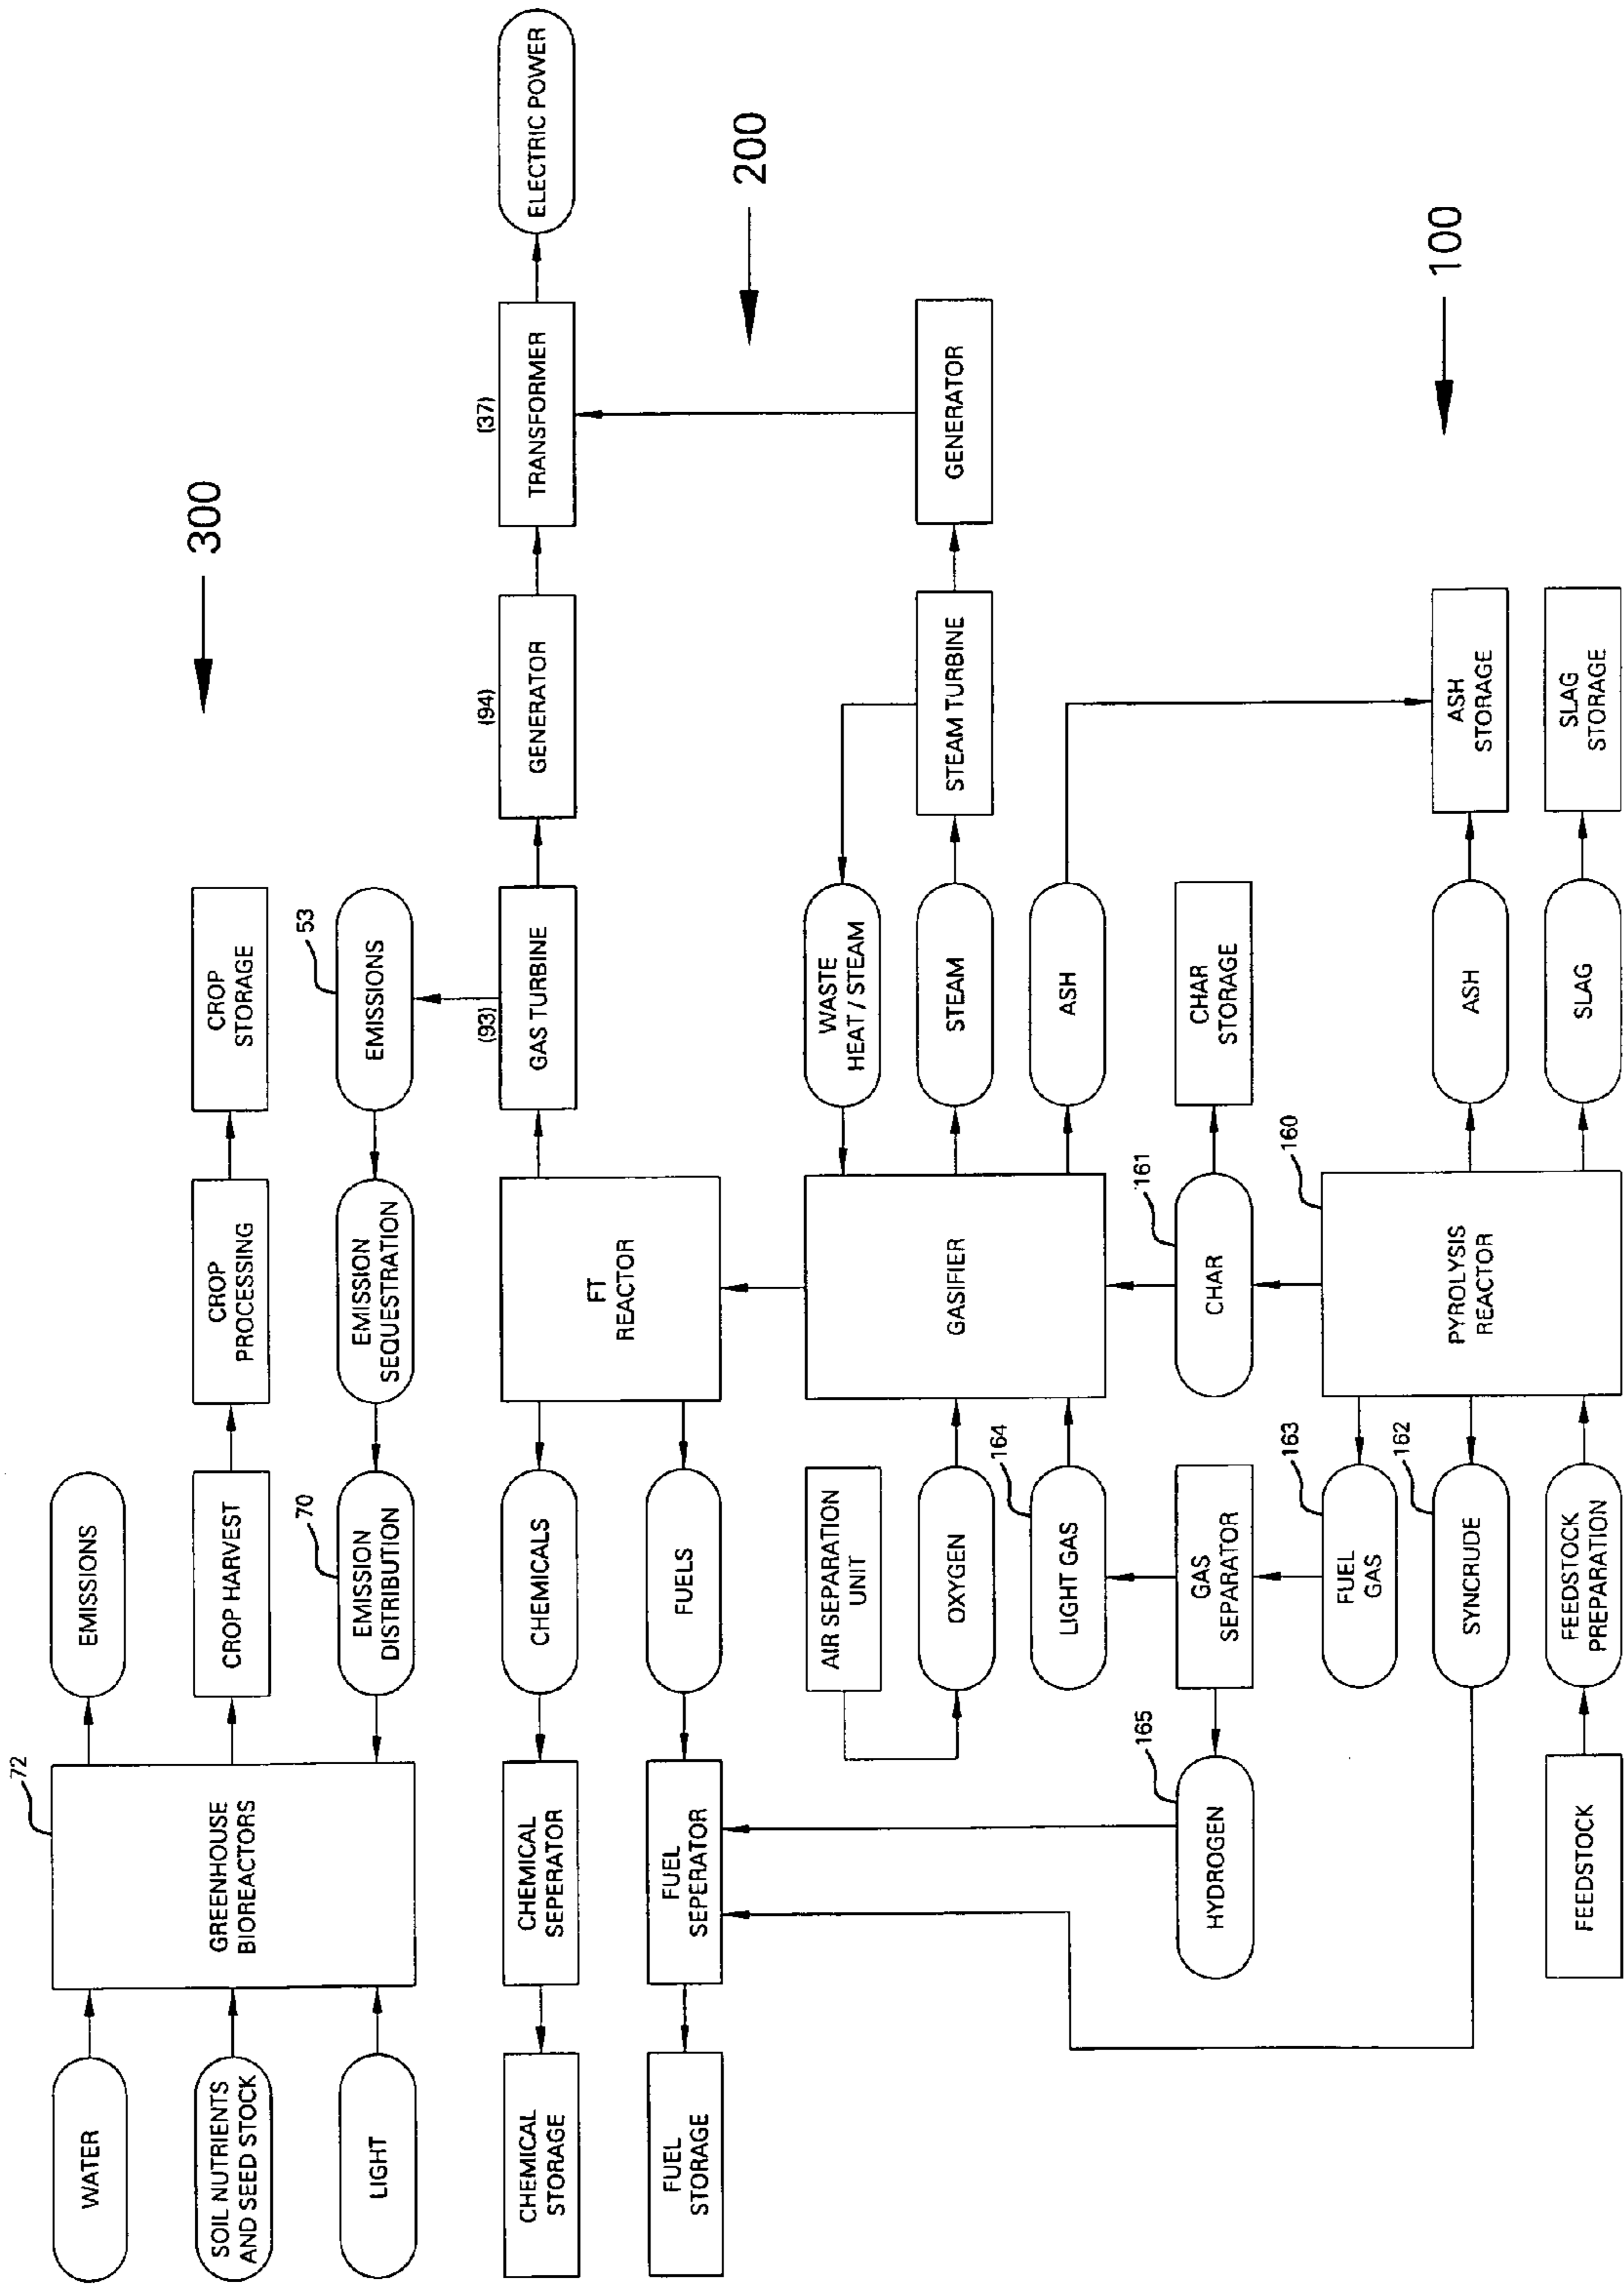 300
72
WATER
GREENHOUSE
BIOREACTORS
EMISSIONS
SOIL NUTRIENTS
AND SEED STOCK
CROP HARVEST
CROP
PROCESSING
CROP
STORAGE
LIGHT
70
EMISSION
DISTRIBUTION
EMISSION
SEQUESTRATION
53
EMISSIONS
200
CHEMICAL
STORAGE
CHEMICAL
SEPERATOR
CHEMICALS
FT
REACTOR
(93)
GAS TURBINE
(94)
GENERATOR
(37)
TRANSFORMER
ELECTRIC POWER
FUEL
STORAGE
FUEL
SEPERATOR
FUELS
AIR SEPARATION
UNIT
WASTE
HEAT / STEAM
OXYGEN
GASIFIER
STEAM
STEAM TURBINE
GENERATOR
164
LIGHT GAS
ASH
100
165
HYDROGEN
GAS
SEPARATOR
161
CHAR
CHAR
STORAGE
163
FUEL
GAS
160
PYROLYSIS
REACTOR
162
SYNCRUDE
ASH
ASH
STORAGE
FEEDSTOCK
FEEDSTOCK
PREPARATION
SLAG
SLAG
STORAGE